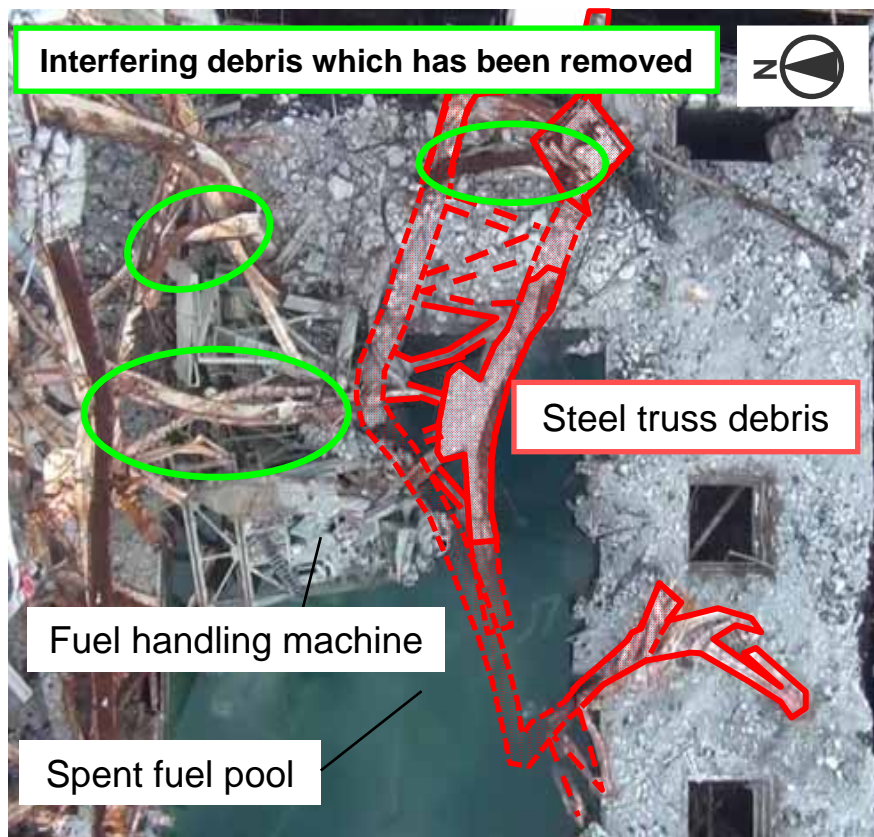 Interfering debris which has been removed
N
Steel truss debris
Fuel handling machine
Spent fuel pool